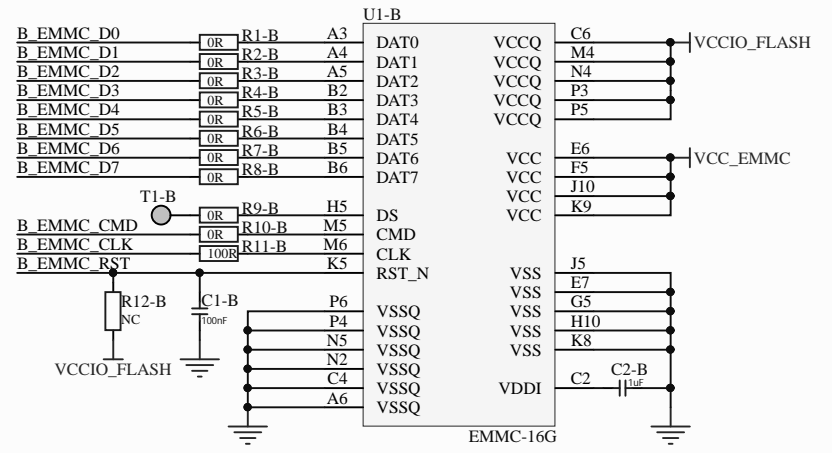 U1-B
B_EMMC_D0 0R R1-B A3 DAT0 VCCQ C6 VCCIO_FLASH
B_EMMC_D1 0R R2-B A4 DAT1 VCCQ M4
B_EMMC_D2 0R R3-B A5 DAT2 VCCQ N4
B_EMMC_D3 0R R4-B B2 DAT3 VCCQ P3
B_EMMC_D4 0R R5-B B3 DAT4 VCCQ P5
B_EMMC_D5 0R R6-B B4 DAT5
B_EMMC_D6 0R R7-B B5 DAT6 VCC E6 VCC_EMMC
B_EMMC_D7 0R R8-B B6 DAT7 VCC F5
VCC J10
T1-B 0R R9-B H5 DS VCC K9
B_EMMC_CMD 0R R10-B M5 CMD
B_EMMC_CLK 100R R11-B M6 CLK
B_EMMC_RST K5 RST_N VSS J5
VSS E7
R12-B C1-B P6 VSSQ VSS G5
NC 100nF P4 VSSQ VSS H10
N5 VSSQ VSS K8
VCCIO_FLASH N2 VSSQ
C4 VSSQ VDDI C2 C2-B 1uF
A6 VSSQ
EMMC-16G